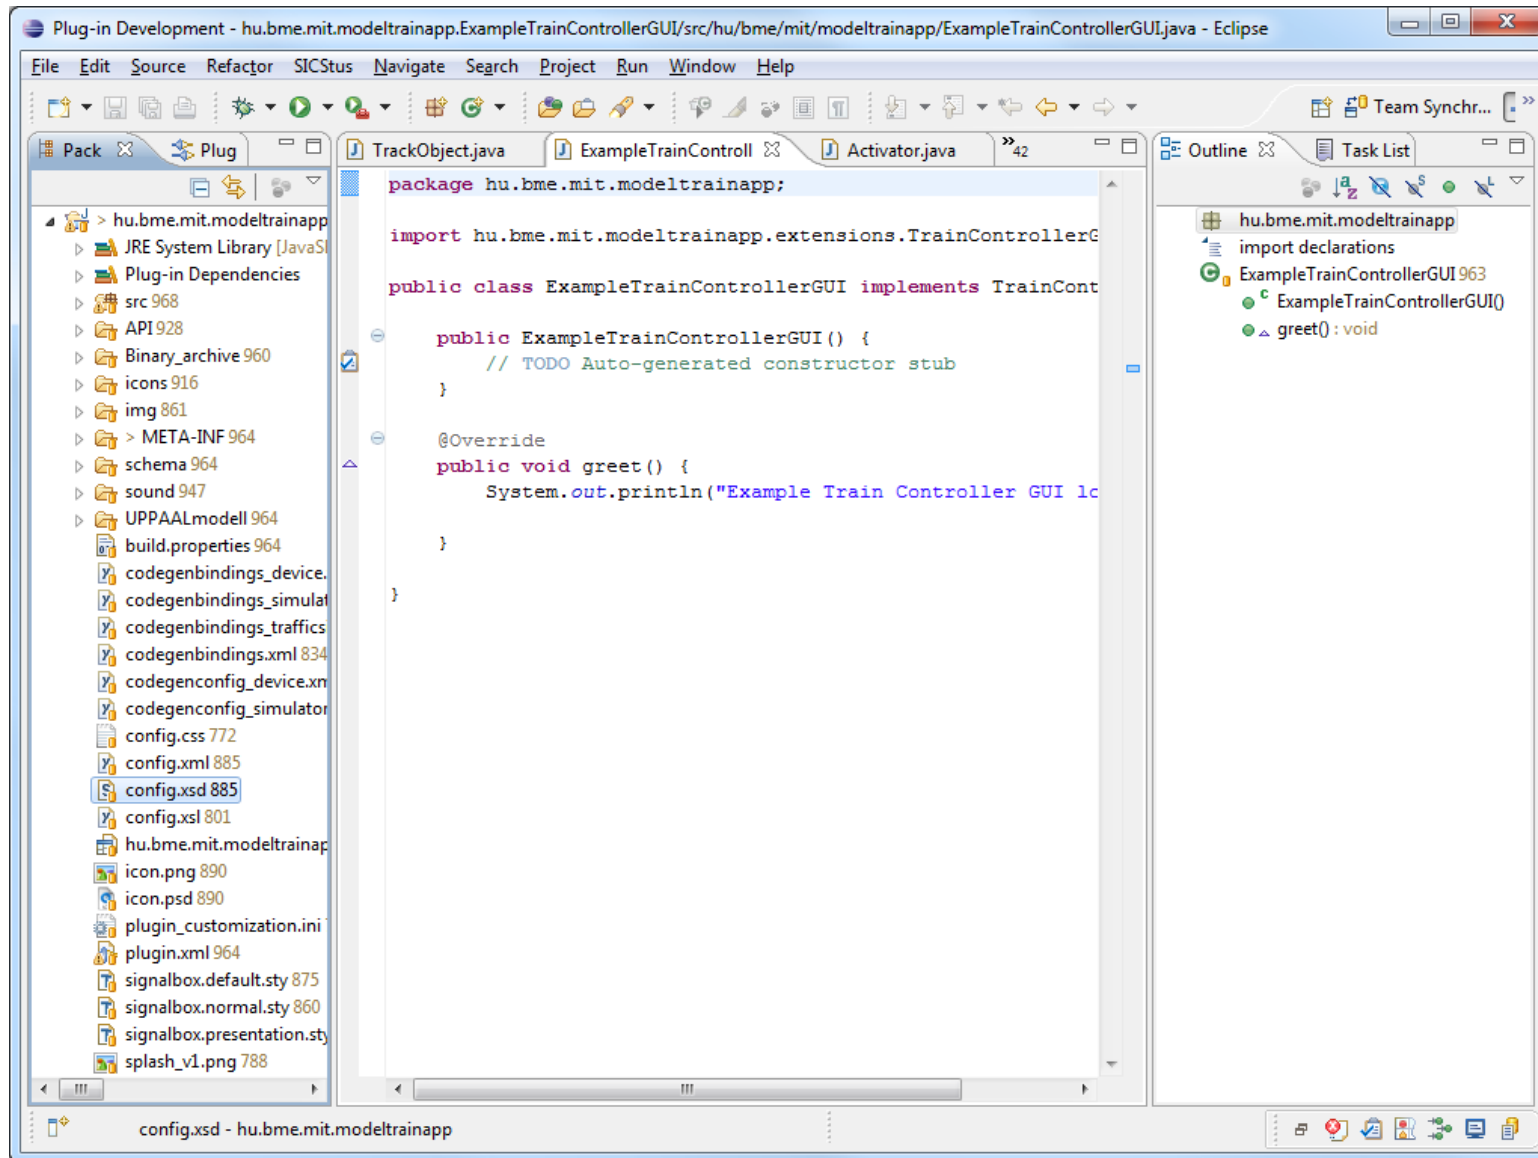 Plug-in Development - hu.bme.mit.modeltrainapp.ExampleTrainControllerGUI/src/hu/bme/mit/modeltrainapp/ExampleTrainControllerGUI.java - Eclipse
File Edit Source Refactor SICStus Navigate Search Project Run Window Help
Team Synchr...
Pack Plug
TrackObject.java ExampleTrainControll Activator.java 42
Outline Task List
> hu.bme.mit.modeltrainapp
JRE System Library [JavaSE
Plug-in Dependencies
src 968
API 928
Binary_archive 960
icons 916
img 861
> META-INF 964
schema 964
sound 947
UPPAALmodell 964
build.properties 964
codegenbindings_device.
codegenbindings_simulat
codegenbindings_traffics
codegenbindings.xml 834
codegenconfig_device.xm
codegenconfig_simulator
config.css 772
config.xml 885
config.xsd 885
config.xsl 801
hu.bme.mit.modeltrainap
icon.png 890
icon.psd 890
plugin_customization.ini
plugin.xml 964
signalbox.default.sty 875
signalbox.normal.sty 860
signalbox.presentation.sty
splash_v1.png 788
package hu.bme.mit.modeltrainapp;
import hu.bme.mit.modeltrainapp.extensions.TrainControllerG
public class ExampleTrainControllerGUI implements TrainCont
public ExampleTrainControllerGUI() {
// TODO Auto-generated constructor stub
}
@Override
public void greet() {
System.out.println("Example Train Controller GUI lo
}
}
hu.bme.mit.modeltrainapp
import declarations
ExampleTrainControllerGUI 963
ExampleTrainControllerGUI()
greet() : void
config.xsd - hu.bme.mit.modeltrainapp